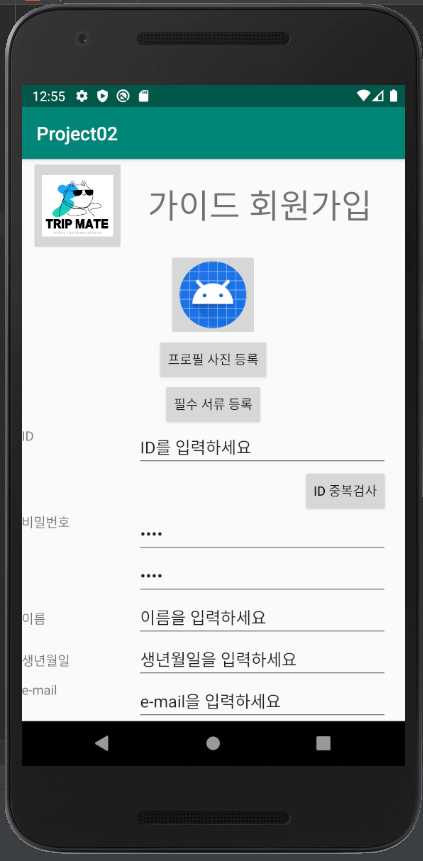 12:55
Project02
TRIP MATE
가이드 회원가입
프로필 사진 등록
필수 서류 등록
ID
ID를 입력하세요
ID 중복검사
비밀번호
••••
••••
이름
이름을 입력하세요
생년월일
생년월일을 입력하세요
e-mail
e-mail을 입력하세요